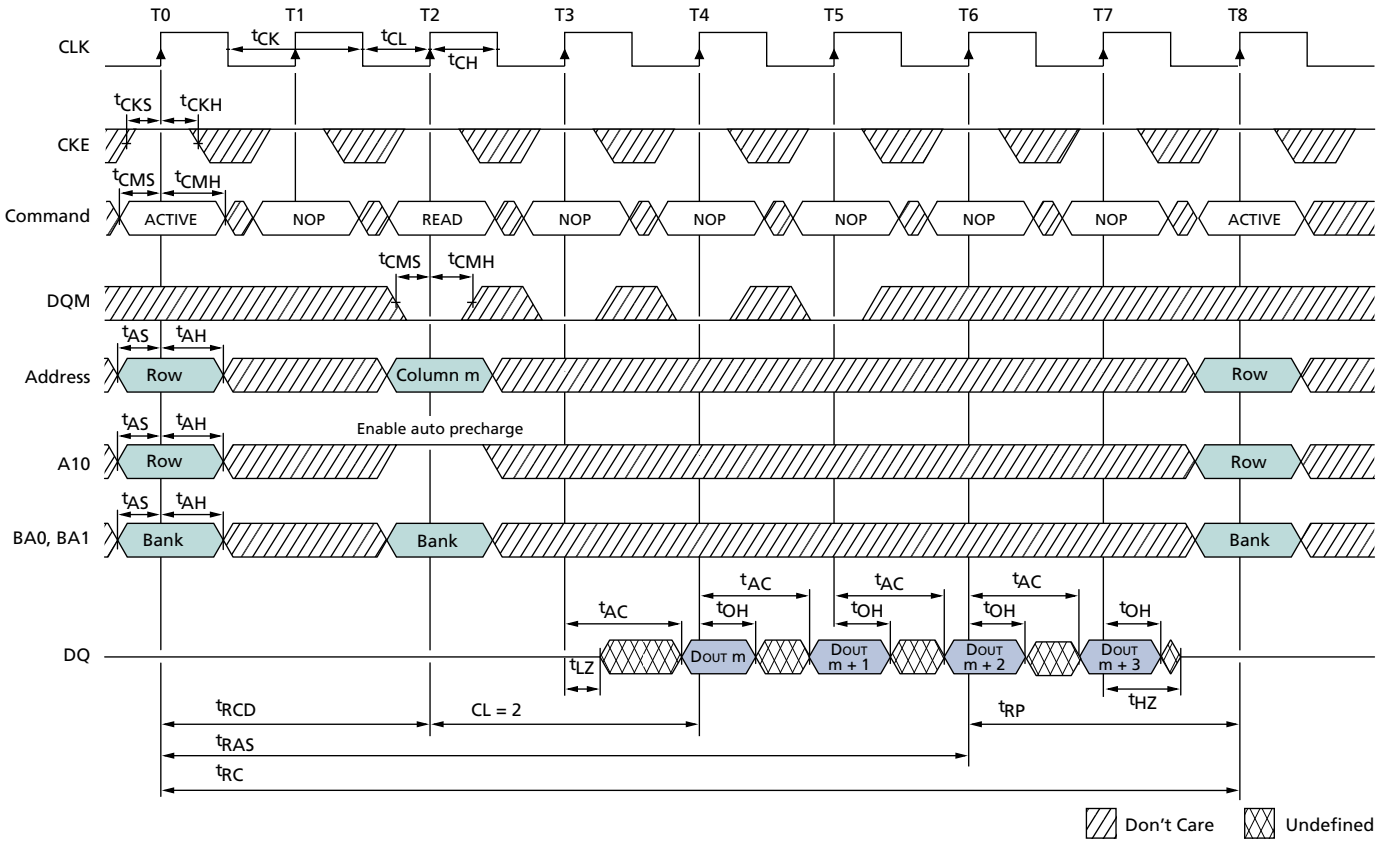 T0 T1 T2 T3 T4 T5 T6 T7 T8
CLK tCK tCL tCH
tCKS tCKH
CKE
tCMS tCMH
Command ACTIVE NOP READ NOP NOP NOP NOP NOP ACTIVE
tCMS tCMH
DQM
tAS tAH
Address Row Column m Row
tAS tAH Enable auto precharge
A10 Row Row
tAS tAH
BA0, BA1 Bank Bank Bank
tAC tAC tAC
tAC tOH tOH tOH tOH
DQ DOUT m DOUT m + 1 DOUT m + 2 DOUT m + 3
tLZ tHZ
tRCD CL = 2 tRP
tRAS
tRC
Don't Care Undefined